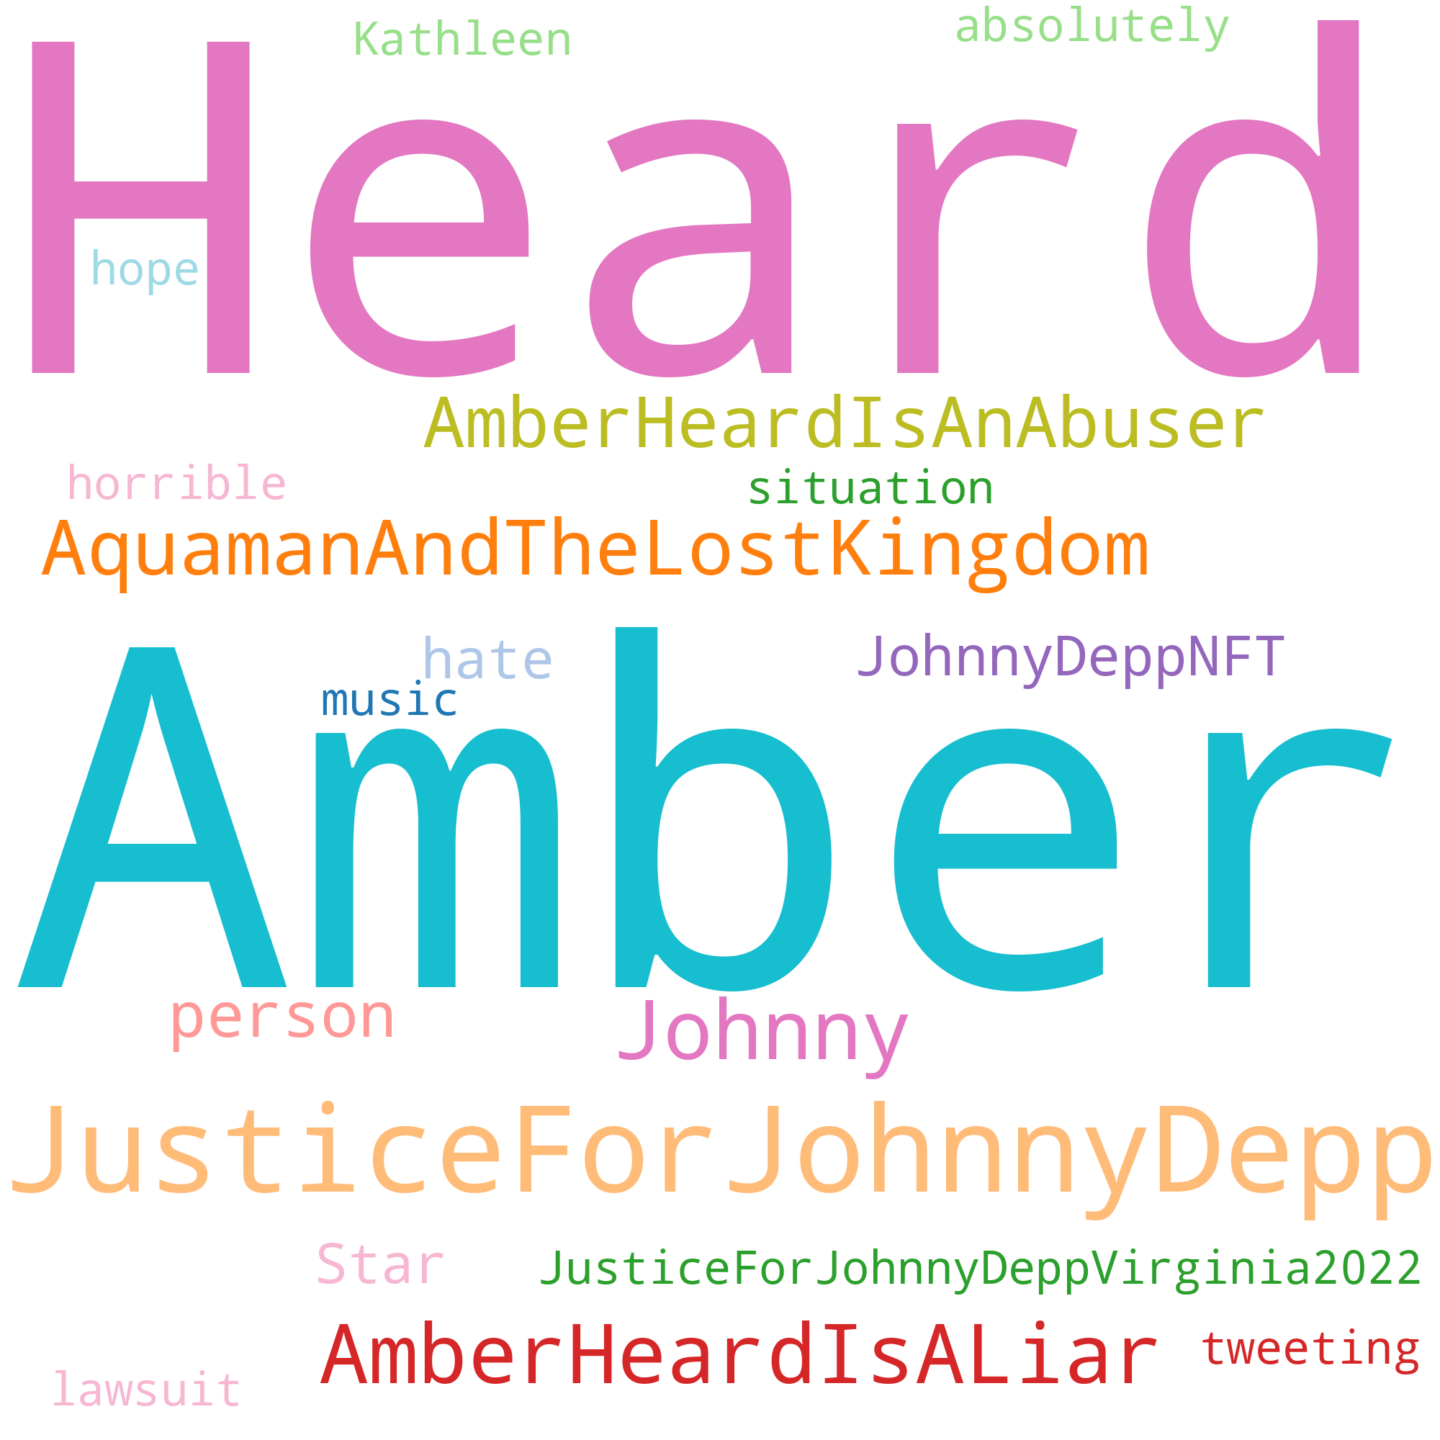 Kathleen absolutely
Heard
hope
AmberHeardIsAnAbuser
horrible situation
AquamanAndTheLostKingdom
hate JohnnyDeppNFT
music
Amber
person Johnny
JusticeForJohnnyDepp
Star JusticeForJohnnyDeppVirginia2022
AmberHeardIsALiar tweeting
lawsuit